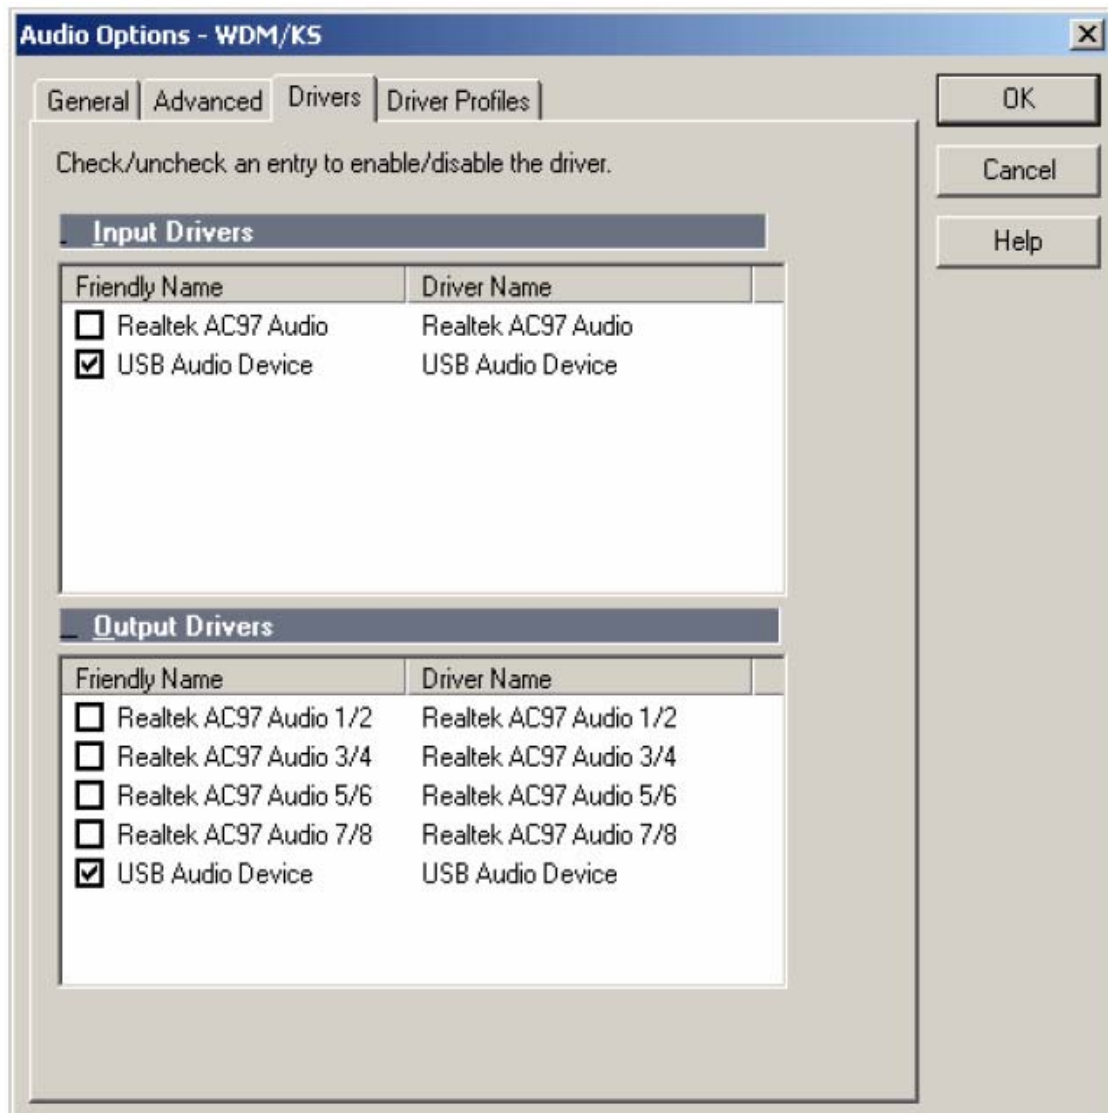 Audio Options - WDM/KS
General Advanced Drivers Driver Profiles
OK
Cancel
Help
Check/uncheck an entry to enable/disable the driver.
Input Drivers
Friendly Name Driver Name
Realtek AC97 Audio Realtek AC97 Audio
USB Audio Device USB Audio Device
Output Drivers
Friendly Name Driver Name
Realtek AC97 Audio 1/2 Realtek AC97 Audio 1/2
Realtek AC97 Audio 3/4 Realtek AC97 Audio 3/4
Realtek AC97 Audio 5/6 Realtek AC97 Audio 5/6
Realtek AC97 Audio 7/8 Realtek AC97 Audio 7/8
USB Audio Device USB Audio Device